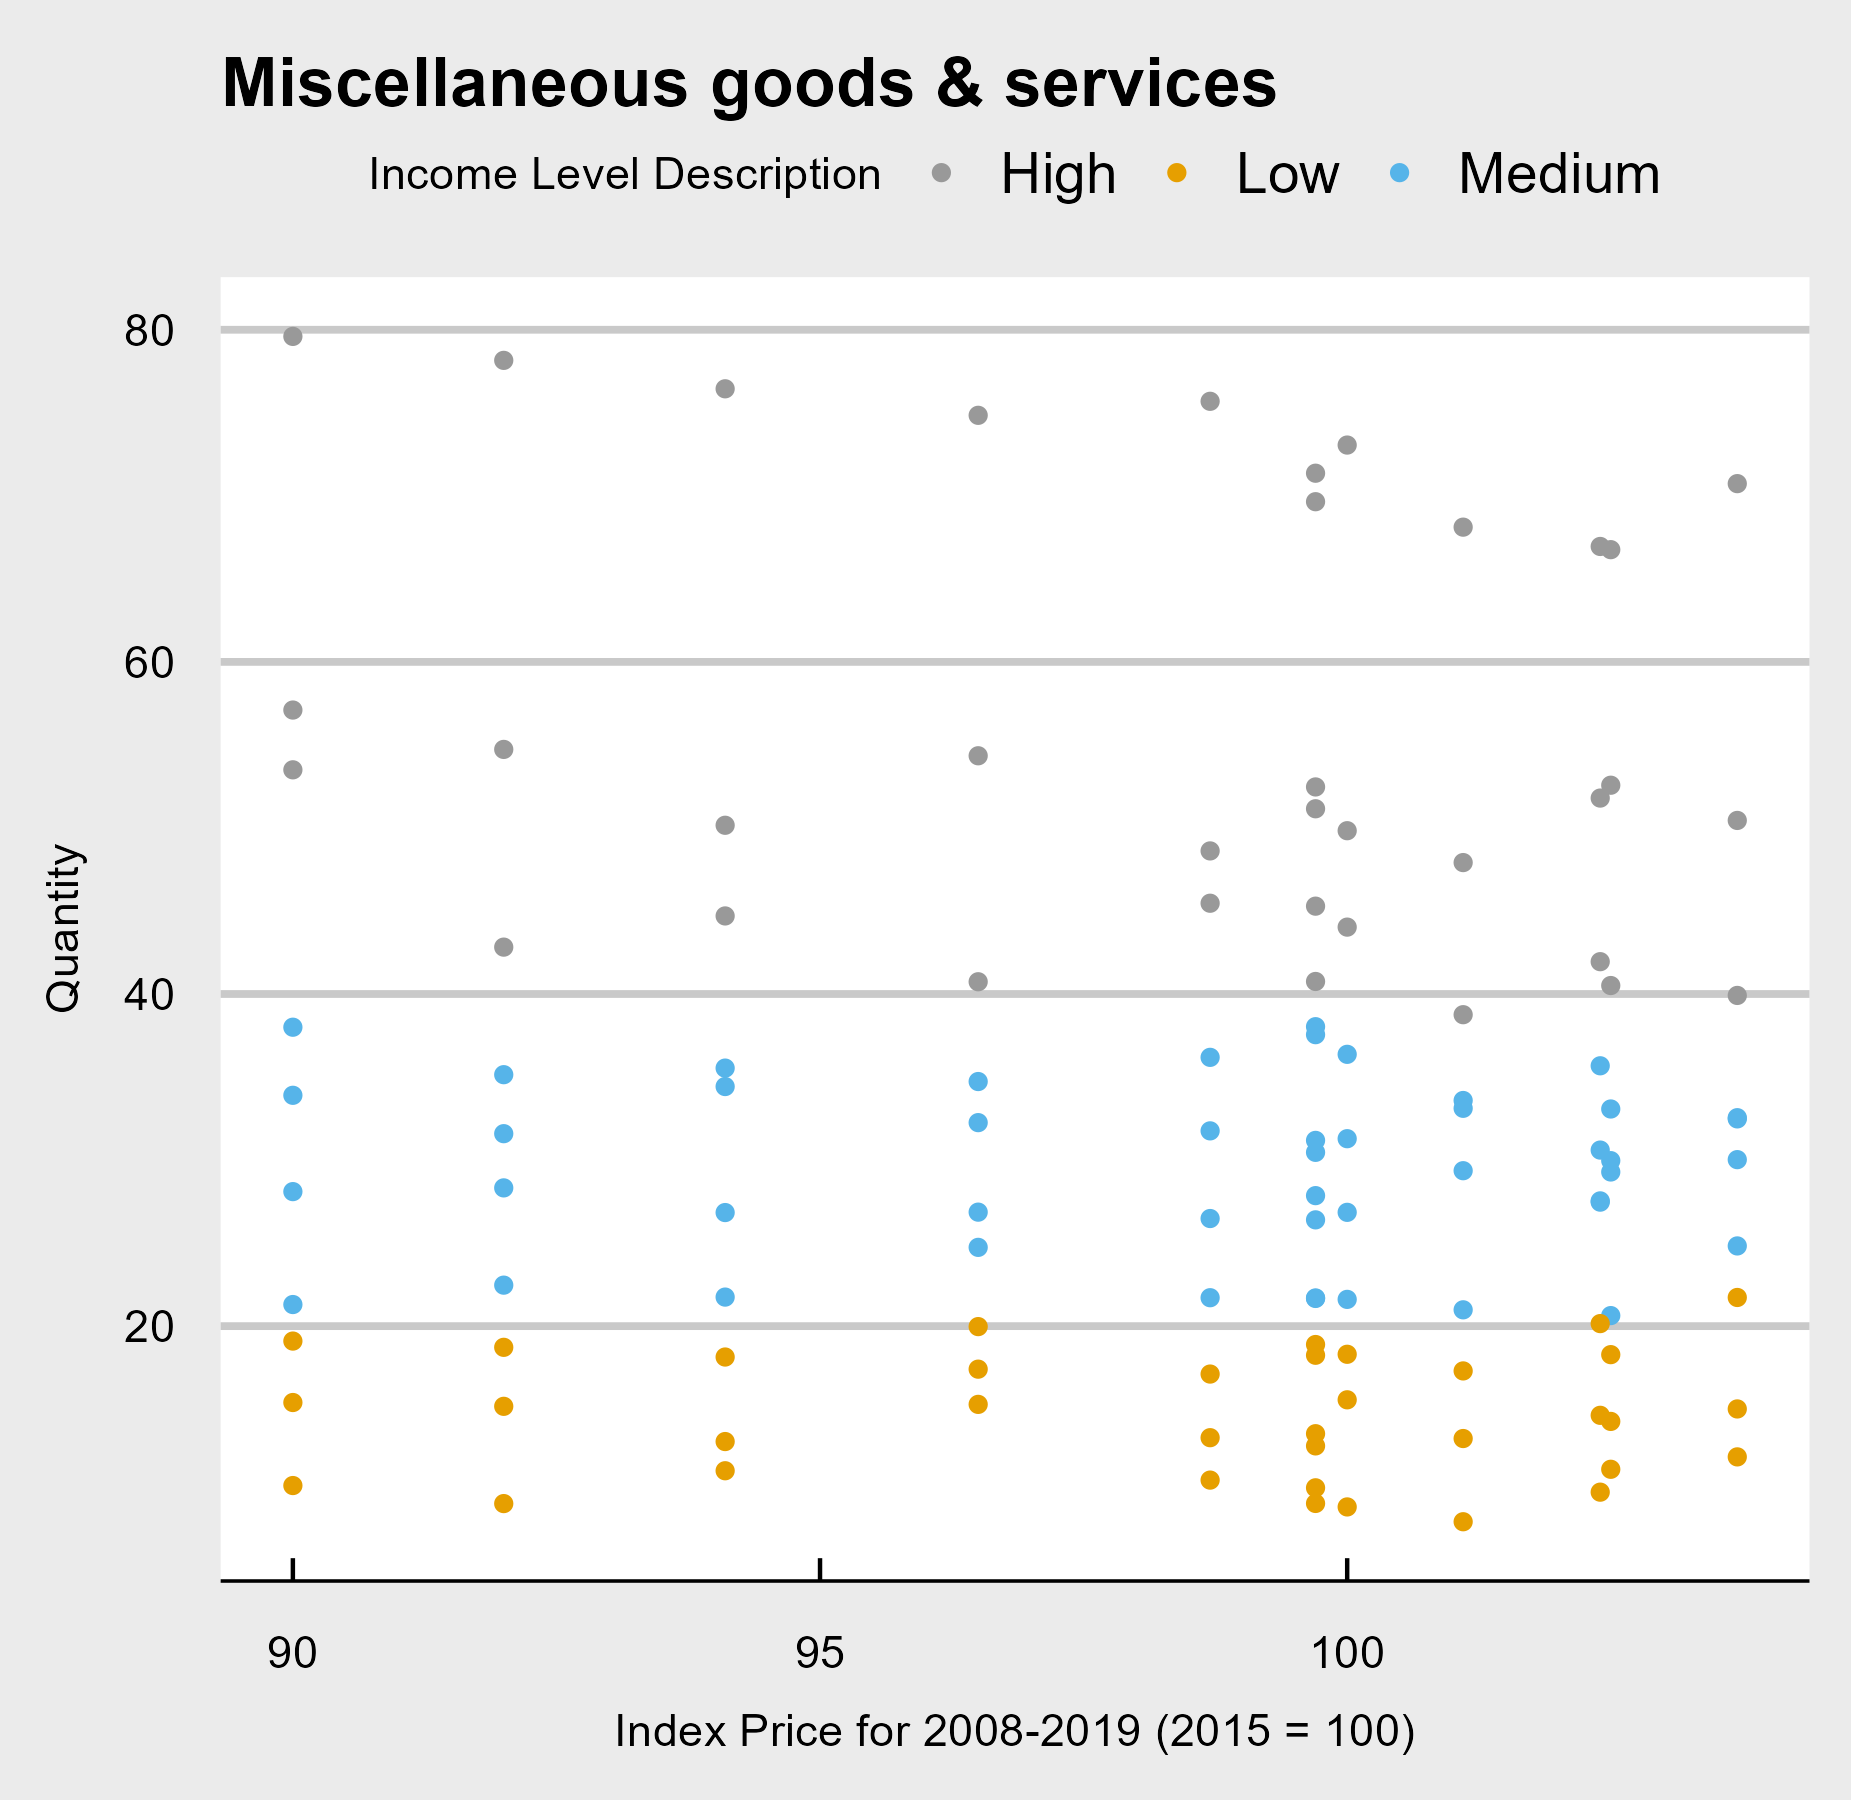 Miscellaneous goods & services
Income Level Description High Low Medium
80
60
40
20
Quantity
90 95 100
Index Price for 2008-2019 (2015 = 100)